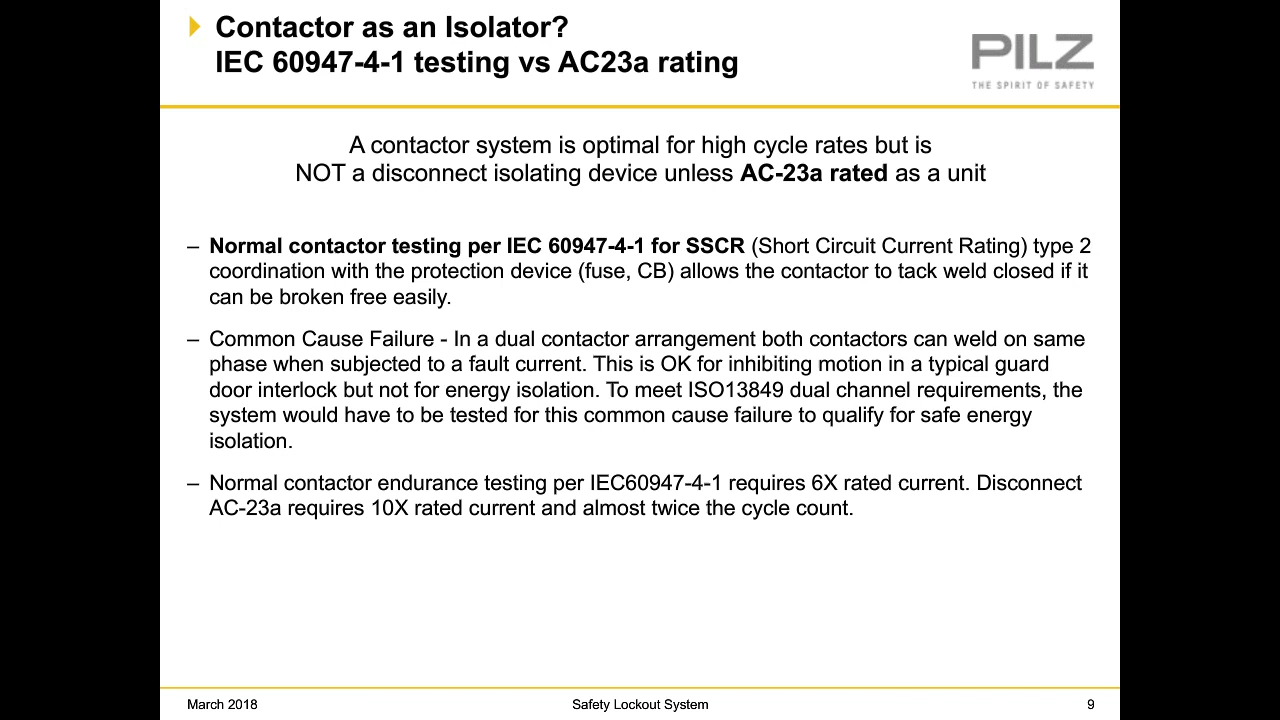 Contactor as an Isolator?
IEC 60947-4-1 testing vs AC23a rating
PILZ
THE SPIRIT OF SAFETY
A contactor system is optimal for high cycle rates but is
NOT a disconnect isolating device unless AC-23a rated as a unit
– Normal contactor testing per IEC 60947-4-1 for SSCR (Short Circuit Current Rating) type 2
coordination with the protection device (fuse, CB) allows the contactor to tack weld closed if it
can be broken free easily.
– Common Cause Failure - In a dual contactor arrangement both contactors can weld on same
phase when subjected to a fault current. This is OK for inhibiting motion in a typical guard
door interlock but not for energy isolation. To meet ISO13849 dual channel requirements, the
system would have to be tested for this common cause failure to qualify for safe energy
isolation.
– Normal contactor endurance testing per IEC60947-4-1 requires 6X rated current. Disconnect
AC-23a requires 10X rated current and almost twice the cycle count.
March 2018
Safety Lockout System
9